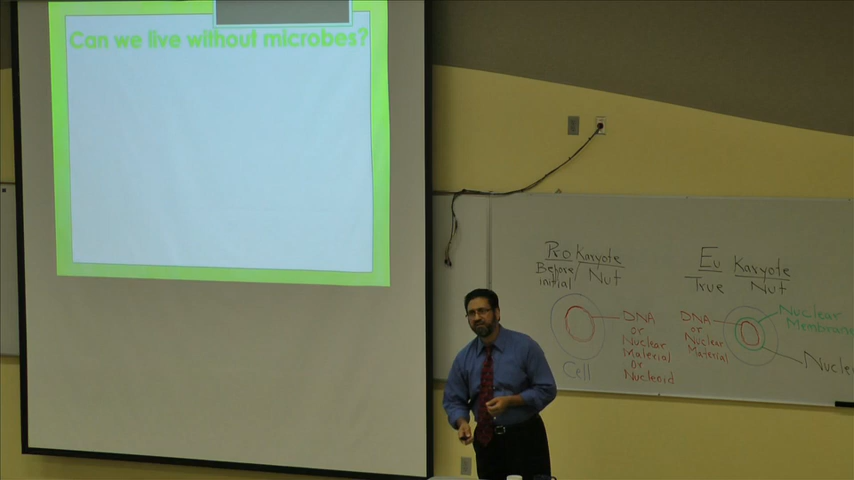 Can we live without microbes?
Pro Karyote
Before Nut
initial
DNA
or
Nuclear
Material
or
Nucleoid
Cell
Eu Karyote
True Nut
DNA
or
Nuclear
Material
Nuclear
Membrane